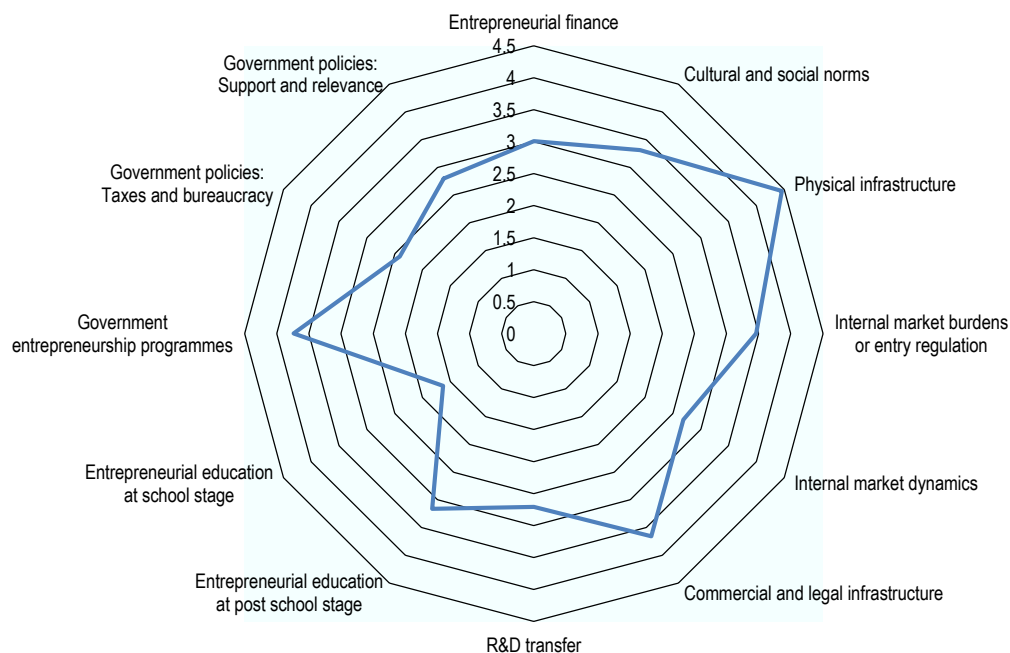 Entrepreneurial finance
Cultural and social norms
Physical infrastructure
Internal market burdens
or entry regulation
Internal market dynamics
Commercial and legal infrastructure
R&D transfer
Entrepreneurial education
at post school stage
Entrepreneurial education
at school stage
Government
entrepreneurship programmes
Government policies:
Taxes and bureaucracy
Government policies:
Support and relevance
4.5
4
3.5
3
2.5
2
1.5
1
0.5
0